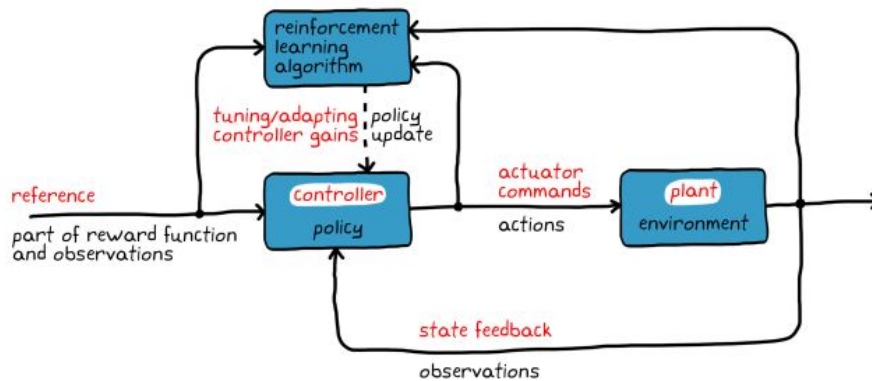 reinforcement
learning
algorithm
tuning/adapting
controller gains
policy
update
reference
part of reward function
and observations
controller
policy
actuator
commands
actions
plant
environment
state feedback
observations